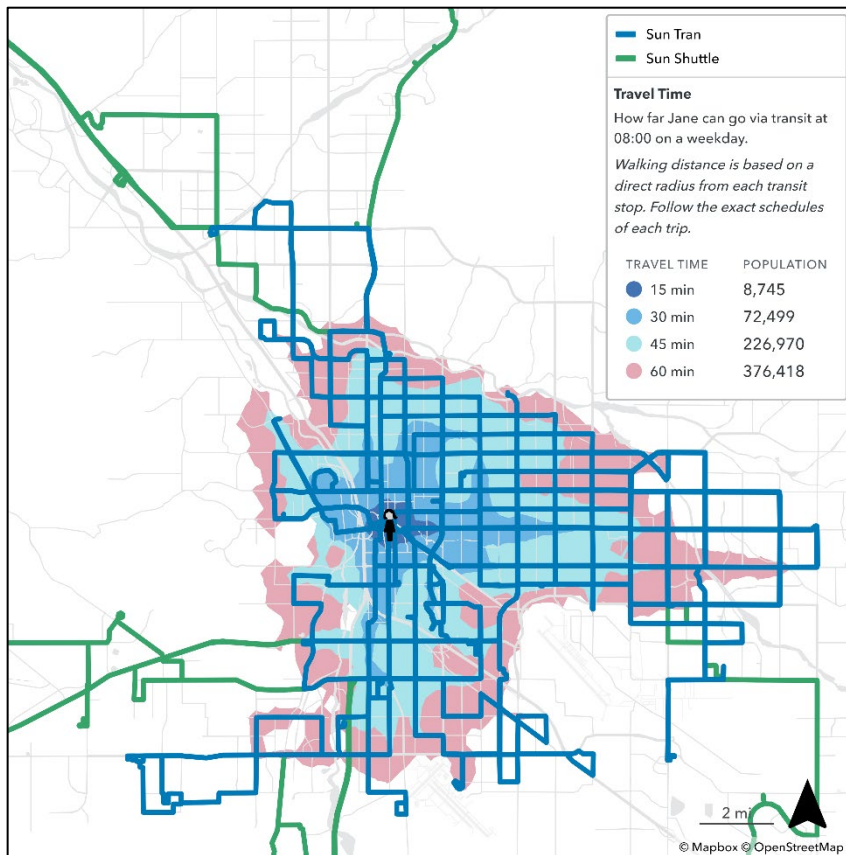 Sun Tran
Sun Shuttle
Travel Time
How far Jane can go via transit at
08:00 on a weekday.
Walking distance is based on a
direct radius from each transit
stop. Follow the exact schedules
of each trip.
TRAVEL TIME POPULATION
15 min 8,745
30 min 72,499
45 min 226,970
60 min 376,418
2 mi
© Mapbox © OpenStreetMap